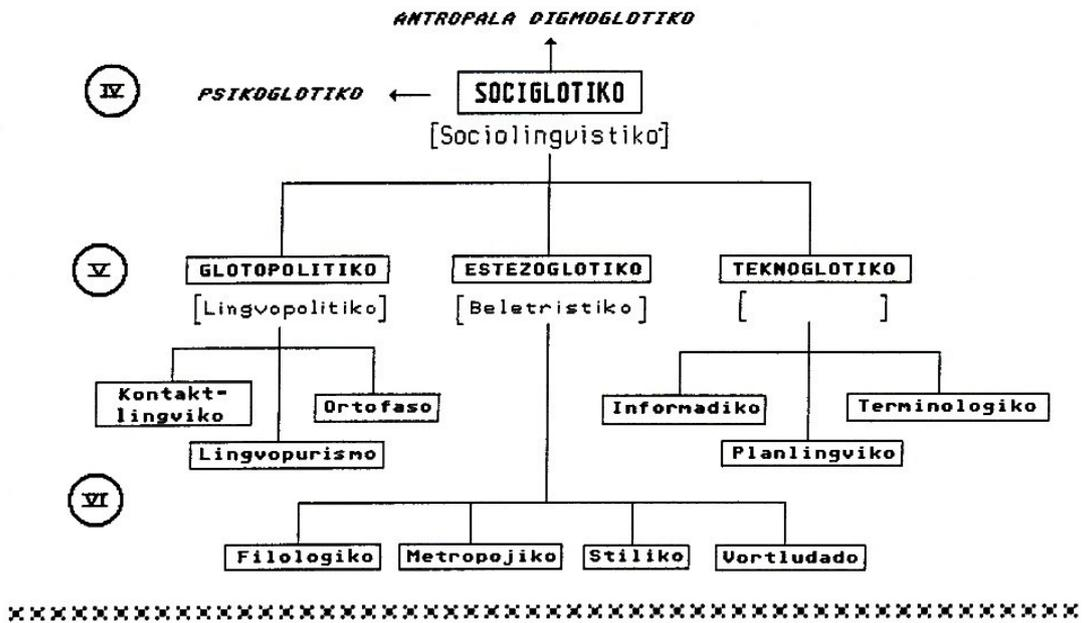 ANTROPALA DIGMOGLOTIKO
IV
PSIKOGLOTIKO
SOCIGLOTIKO
[Sociolingvistiko]
V
GLOTOPOLITIKO
ESTEZOGLOTIKO
TEKNOGLOTIKO
[Lingvopolitiko]
[Beletristiko]
[ ]
Kontakt-
lingviko
Ortofaso
Informadiko
Terminologiko
Lingvopurismo
Planlingviko
VI
Filologiko
Metropojiko
Stiliko
Vortludado